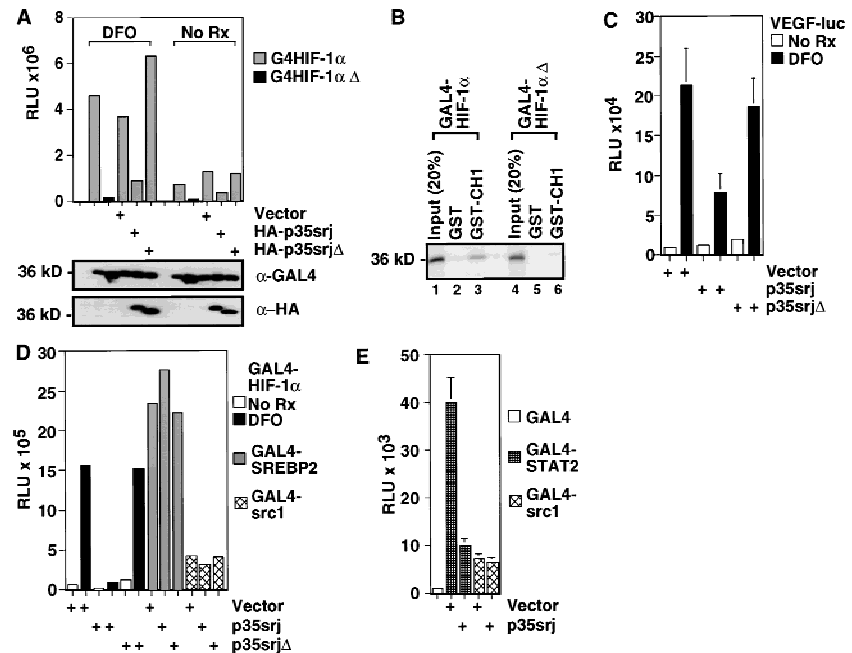 A
RLU x10⁶
8
6
4
2
0
DFO
No Rx
G4HIF-1α
G4HIF-1α Δ
+ + Vector
+ + HA-p35srj
+ + HA-p35srjΔ
36 kD - α-GAL4
36 kD - α-HA
B
GAL4-HIF-1α
GAL4-HIF-1α Δ
Input (20%)
GST
GST-CH1
Input (20%)
GST
GST-CH1
36 kD -
1 2 3 4 5 6
C
RLU x10⁴
30
25
20
15
10
5
0
VEGF-luc
No Rx
DFO
+ + Vector
+ + p35srj
+ + p35srjΔ
D
RLU x 10⁵
30
25
20
15
10
5
0
GAL4-
HIF-1α
No Rx
DFO
GAL4-
SREBP2
GAL4-
src1
+ + + + Vector
+ + + + p35srj
+ + + + p35srjΔ
E
RLU x 10³
50
40
30
20
10
0
GAL4
GAL4-
STAT2
GAL4-
src1
+ + Vector
+ + p35srj